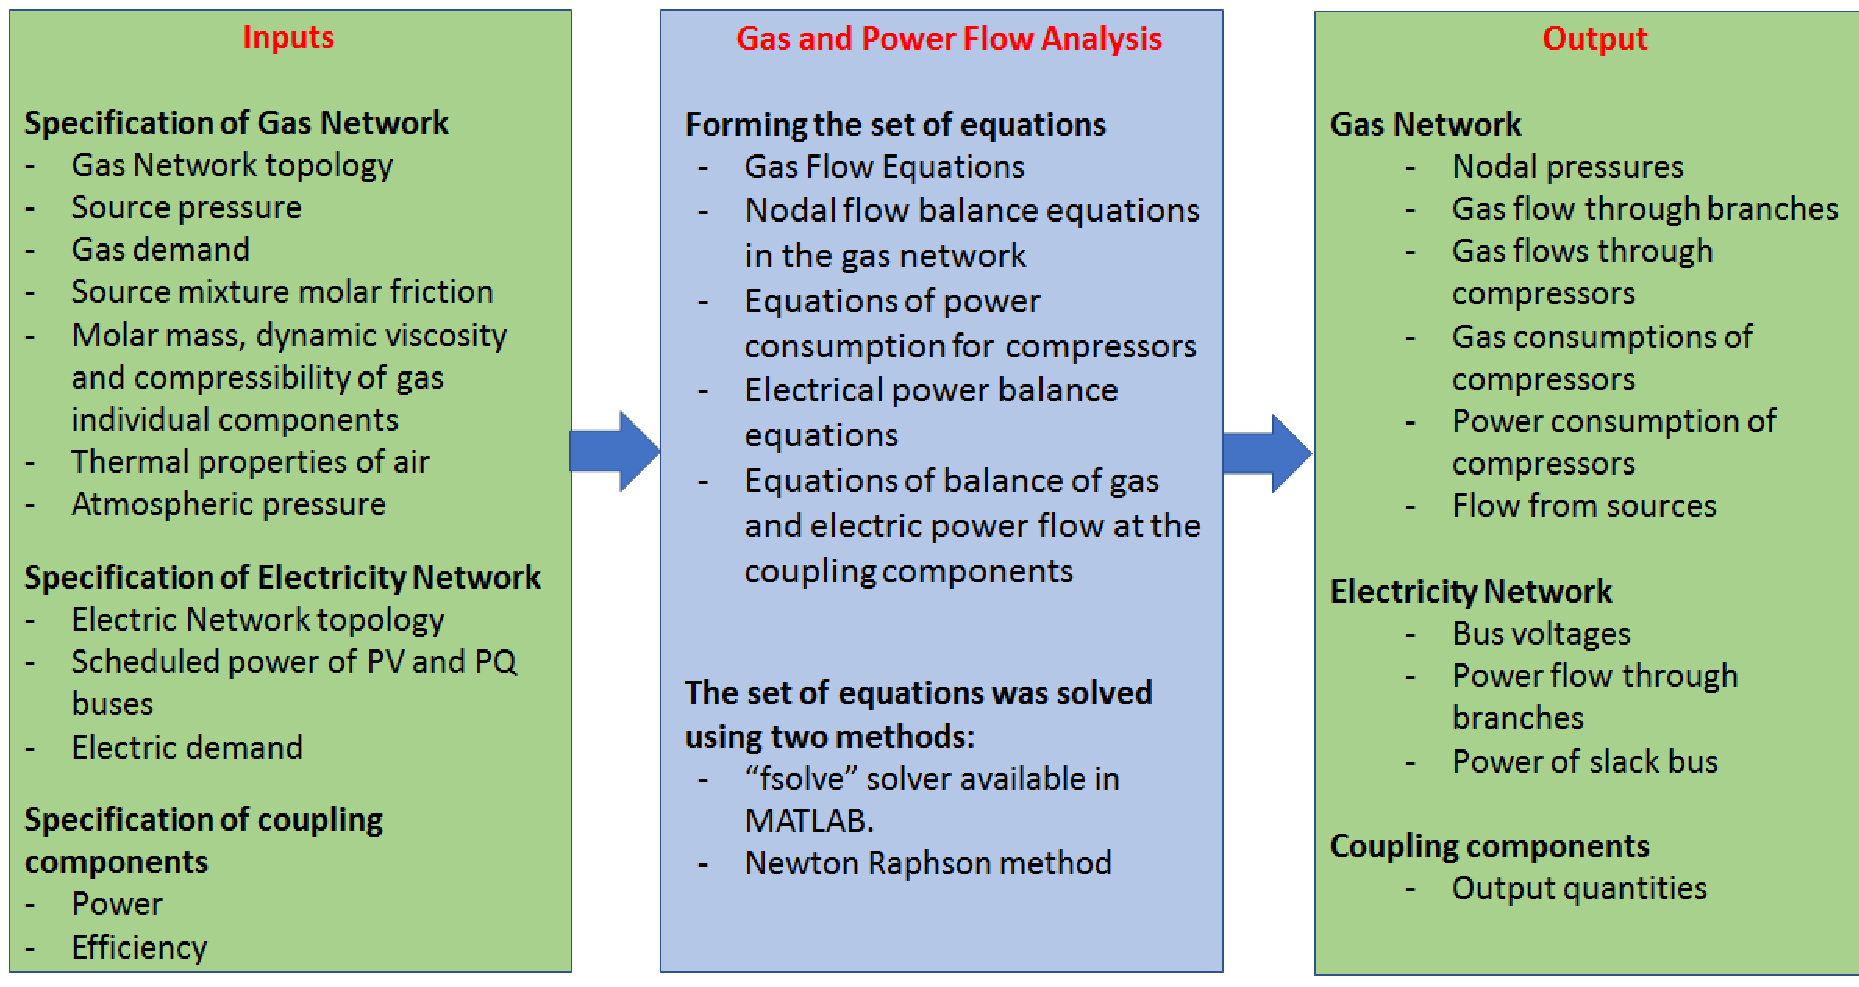 Inputs
Specification of Gas Network
- Gas Network topology
- Source pressure
- Gas demand
- Source mixture molar friction
- Molar mass, dynamic viscosity
and compressibility of gas
individual components
- Thermal properties of air
- Atmospheric pressure
Specification of Electricity Network
- Electric Network topology
- Scheduled power of PV and PQ
buses
- Electric demand
Specification of coupling
components
- Power
- Efficiency
Gas and Power Flow Analysis
Forming the set of equations
- Gas Flow Equations
- Nodal flow balance equations
in the gas network
- Equations of power
consumption for compressors
- Electrical power balance
equations
- Equations of balance of gas
and electric power flow at the
coupling components
The set of equations was solved
using two methods:
- “fsolve” solver available in
MATLAB.
- Newton Raphson method
Output
Gas Network
- Nodal pressures
- Gas flow through branches
- Gas flows through
compressors
- Gas consumptions of
compressors
- Power consumption of
compressors
- Flow from sources
Electricity Network
- Bus voltages
- Power flow through
branches
- Power of slack bus
Coupling components
- Output quantities